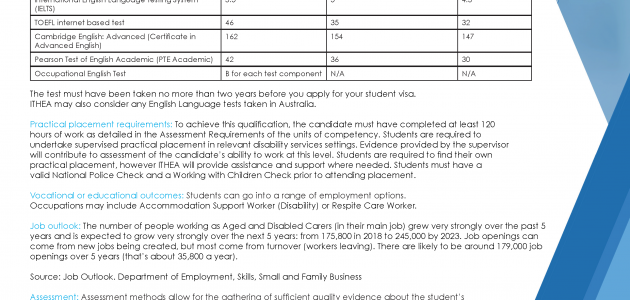 International English Language Testing System
(IELTS)
TOEFL internet based test 46 35 32
Cambridge English: Advanced (Certificate in
Advanced English) 162 154 147
Pearson Test of English Academic (PTE Academic) 42 36 30
Occupational English Test B for each test component N/A N/A
The test must have been taken no more than two years before you apply for your student visa.
ITHEA may also consider any English Language tests taken in Australia.
Practical placement requirements: To achieve this qualification, the candidate must have completed at least 120
hours of work as detailed in the Assessment Requirements of the units of competency. Students are required to
undertake supervised practical placement in relevant disability services settings. Evidence provided by the supervisor
will contribute to assessment of the candidate's ability to work at this level. Students are required to find their own
practical placement, however ITHEA will provide assistance and support where needed. Students must have a
valid National Police Check and a Working with Children Check prior to attending placement.
Vocational or educational outcomes: Students can go into a range of employment options.
Occupations may include Accommodation Support Worker (Disability) or Respite Care Worker.
Job outlook: The number of people working as Aged and Disabled Carers (in their main job) grew very strongly over the past 5
years and is expected to grow very strongly over the next 5 years: from 175,800 in 2018 to 245,000 by 2023. Job openings can
come from new jobs being created, but most come from turnover (workers leaving). There are likely to be around 179,000 job
openings over 5 years (that's about 35,800 a year).
Source: Job Outlook, Department of Employment, Skills, Small and Family Business
Assessment: Assessment methods allow for the gathering of sufficient quality evidence about the student's